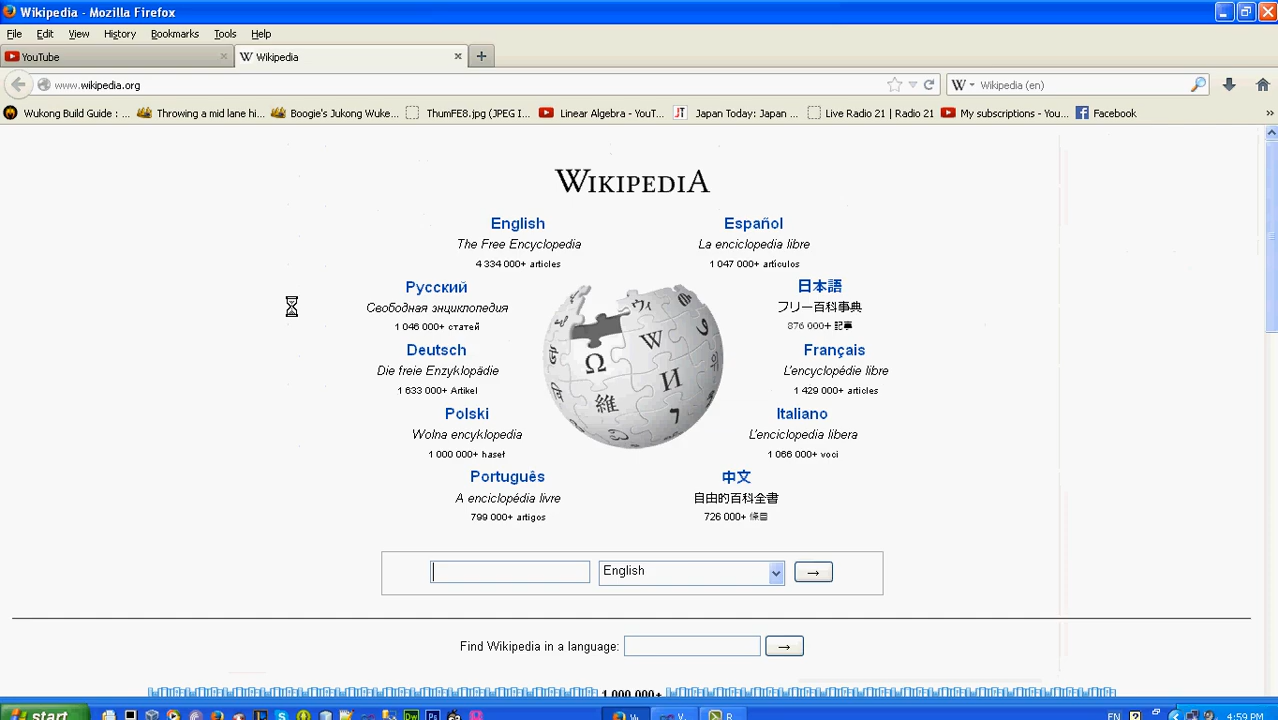 Wikipedia - Mozilla Firefox
File Edit View History Bookmarks Tools Help
YouTube Wikipedia
www.wikipedia.org Wikipedia (en)
Wukong Build Guide : ... Throwing a mid lane hi... Boogie's Jukong Wuke... ThumFE8.jpg (JPEG I... Linear Algebra - YouT... Japan Today: Japan ... Live Radio 21 | Radio 21 My subscriptions - You... Facebook
WIKIPEDIA
English Español
The Free Encyclopedia La enciclopedia libre
4 334 000+ articles 1 047 000+ artículos
Русский 日本語
Свободная энциклопедия フリー百科事典
1 046 000+ статей 876 000+ 記事
Deutsch Français
Die freie Enzyklopädie L'encyclopédie libre
1 633 000+ Artikel 1 429 000+ articles
Polski Italiano
Wolna encyklopedia L'enciclopedia libera
1 000 000+ haseł 1 066 000+ voci
Português 中文
A enciclopédia livre 自由的百科全書
799 000+ artigos 726 000+ 條目
Ω W И 維 ウィ
English →
Find Wikipedia in a language: →
1 000 000+
start EN 4:59 PM